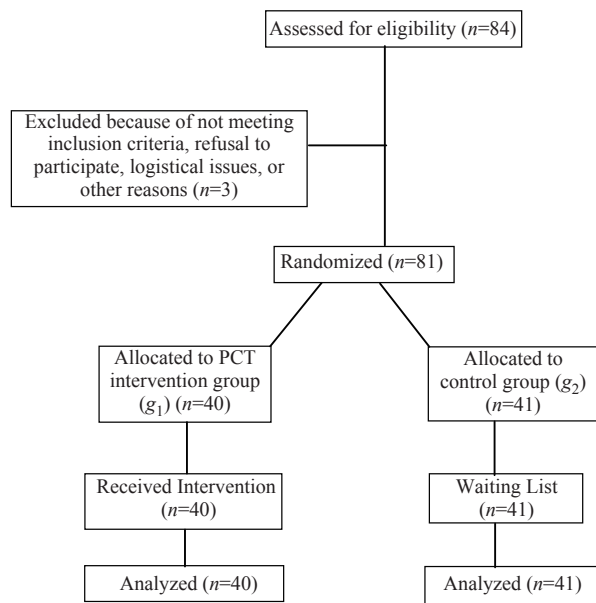 Assessed for eligibility (n=84)
Excluded because of not meeting
inclusion criteria, refusal to
participate, logistical issues, or
other reasons (n=3)
Randomized (n=81)
Allocated to PCT
intervention group
(g₁) (n=40)
Allocated to
control group (g₂)
(n=41)
Received Intervention
(n=40)
Waiting List
(n=41)
Analyzed (n=40)
Analyzed (n=41)